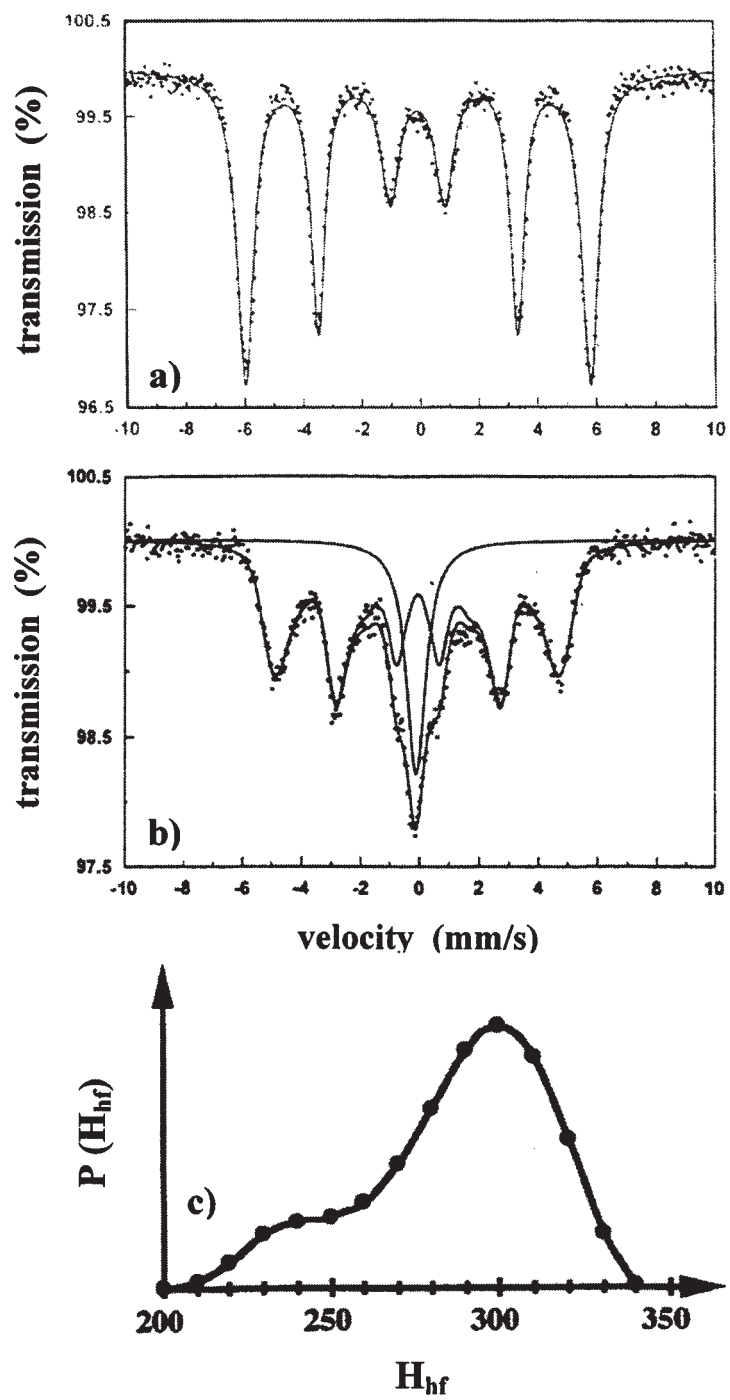 100.5
99.5
98.5
97.5
96.5
transmission (%)
a)
-10 -8 -6 -4 -2 0 2 4 6 8 10
100.5
99.5
98.5
97.5
transmission (%)
b)
-10 -8 -6 -4 -2 0 2 4 6 8 10
velocity (mm/s)
P (Hhf)
c)
200 250 300 350
Hhf